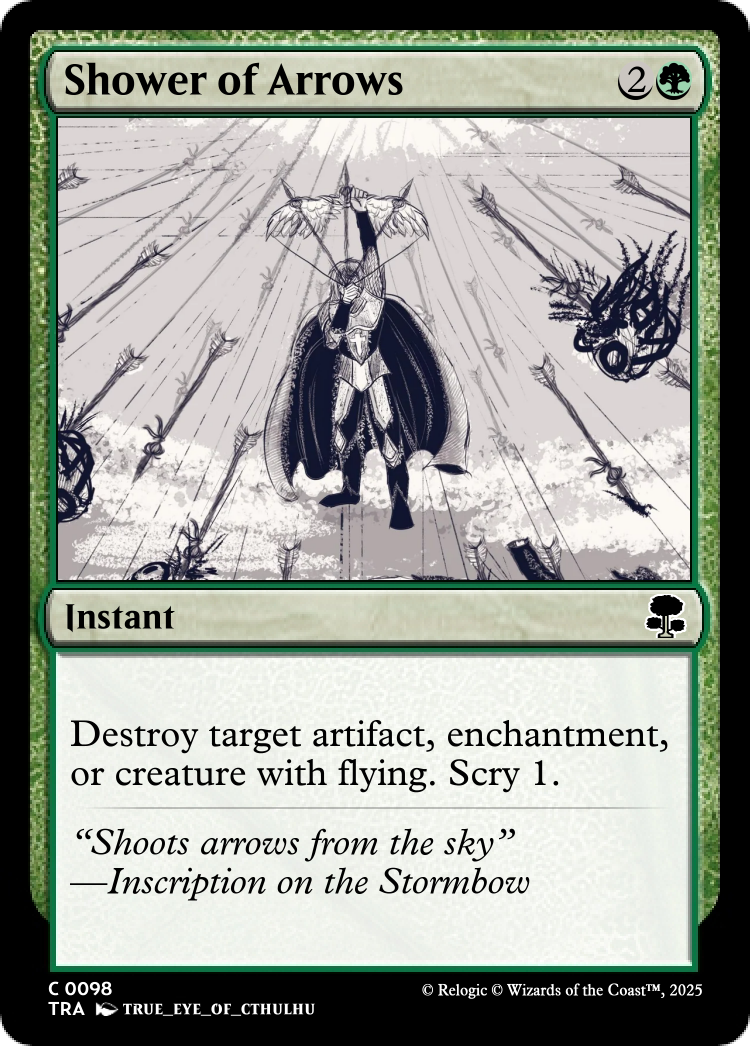 Shower of Arrows 2
Instant
Destroy target artifact, enchantment,
or creature with flying. Scry 1.
“Shoots arrows from the sky”
—Inscription on the Stormbow
C 0098
TRA TRUE_EYE_OF_CTHULHU
© Relogic © Wizards of the Coast™, 2025